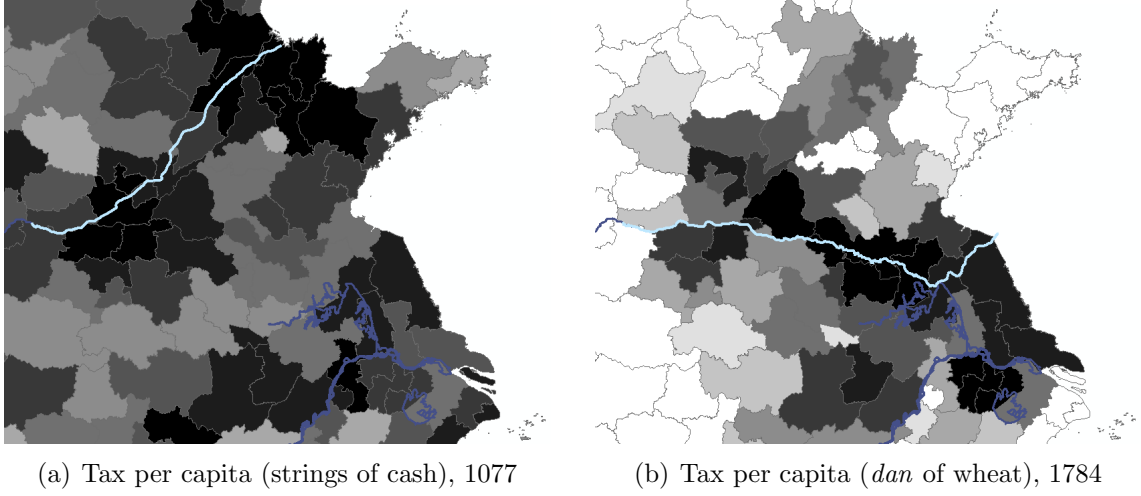 (a) Tax per capita (strings of cash), 1077
(b) Tax per capita (dan of wheat), 1784